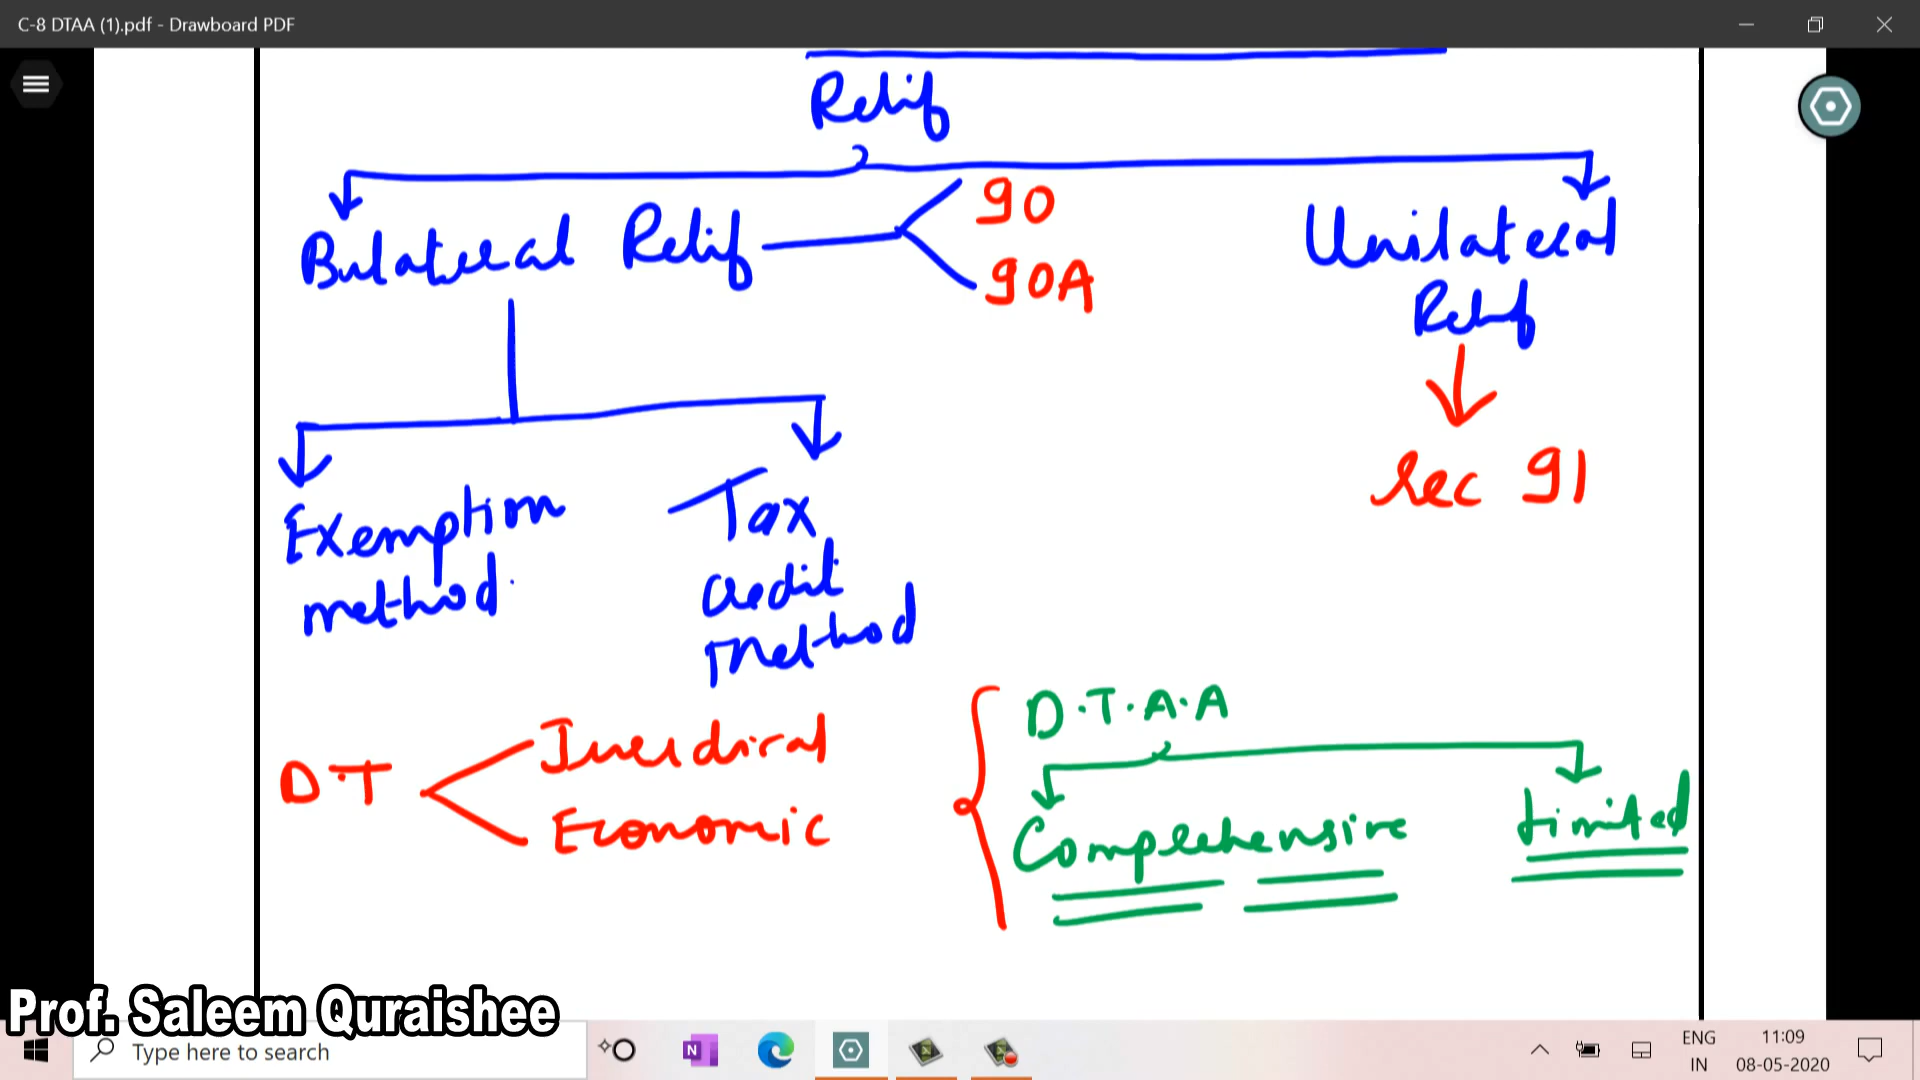 C-8 DTAA (1).pdf - Drawboard PDF
Relif
Bilateral Relif
90
90A
Unilateral
Relif
Sec 91
Exemption
method
Tax
credit
method
D.T
Juridical
Economic
D.T.A.A
Comprehensive
Limited
Prof. Saleem Quraishee
Type here to search
ENG
IN
11:09
08-05-2020